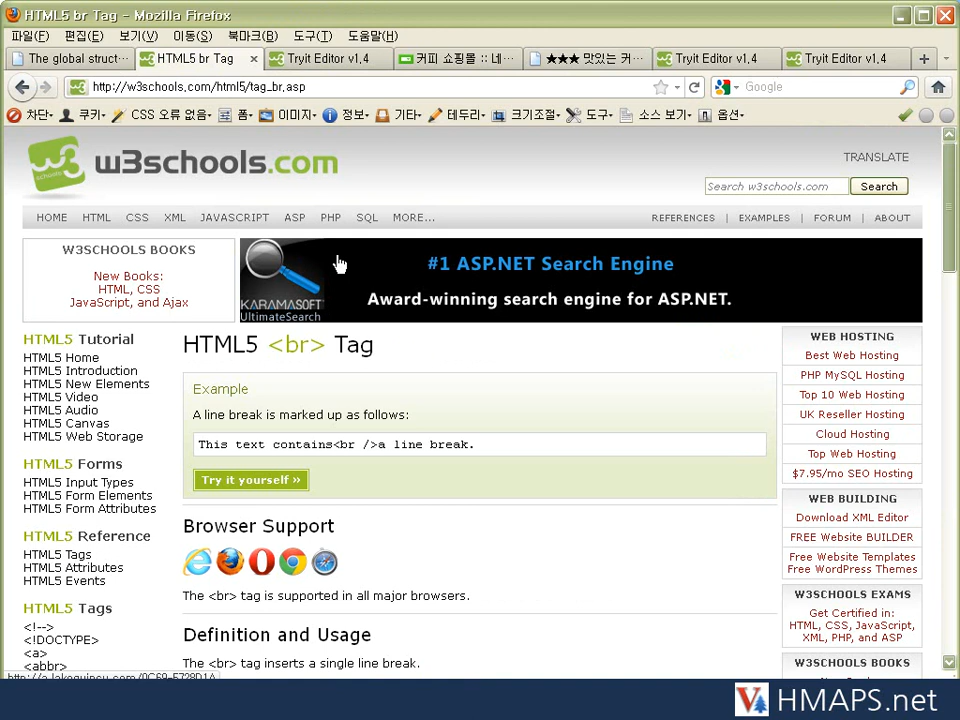 HTML5 br Tag - Mozilla Firefox
파일(F) 편집(E) 보기(V) 이동(S) 북마크(B) 도구(T) 도움말(H)
The global struct... HTML5 br Tag Tryit Editor v1.4 커피 쇼핑몰 :: 네... ★★★ 맛있는 커... Tryit Editor v1.4 Tryit Editor v1.4
http://w3schools.com/html5/tag_br.asp Google
차단 쿠키 CSS 오류 없음 폼 이미지 정보 기타 테두리 크기조절 도구 소스 보기 옵션
w3schools.com
TRANSLATE
Search w3schools.com Search
HOME HTML CSS XML JAVASCRIPT ASP PHP SQL MORE... REFERENCES | EXAMPLES | FORUM | ABOUT
W3SCHOOLS BOOKS
New Books:
HTML, CSS
JavaScript, and Ajax
#1 ASP.NET Search Engine
Award-winning search engine for ASP.NET.
KARAMASOFT
UltimateSearch
HTML5 Tutorial
HTML5 Home
HTML5 Introduction
HTML5 New Elements
HTML5 Video
HTML5 Audio
HTML5 Canvas
HTML5 Web Storage
HTML5 Forms
HTML5 Input Types
HTML5 Form Elements
HTML5 Form Attributes
HTML5 Reference
HTML5 Tags
HTML5 Attributes
HTML5 Events
HTML5 Tags
<!-->
<!DOCTYPE>
<a>
<abbr>
HTML5 <br> Tag
Example
A line break is marked up as follows:
This text contains<br />a line break.
Try it yourself »
Browser Support
The <br> tag is supported in all major browsers.
Definition and Usage
The <br> tag inserts a single line break.
WEB HOSTING
Best Web Hosting
PHP MySQL Hosting
Top 10 Web Hosting
UK Reseller Hosting
Cloud Hosting
Top Web Hosting
$7.95/mo SEO Hosting
WEB BUILDING
Download XML Editor
FREE Website BUILDER
Free Website Templates
Free WordPress Themes
W3SCHOOLS EXAMS
Get Certified in:
HTML, CSS, JavaScript,
XML, PHP, and ASP
W3SCHOOLS BOOKS
HMAPS.net